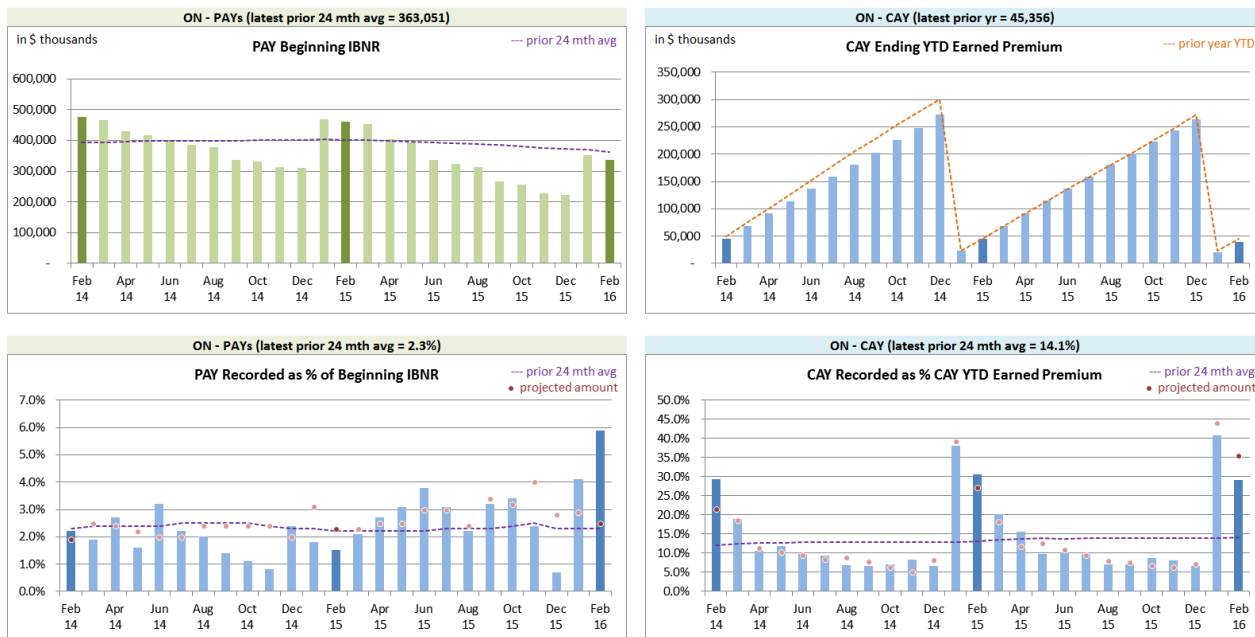 ON - PAYs (latest prior 24 mth avg = 363,051)
in $ thousands
PAY Beginning IBNR
--- prior 24 mth avg
600,000
500,000
400,000
300,000
200,000
100,000
-
Feb Apr Jun Aug Oct Dec Feb Apr Jun Aug Oct Dec Feb
14 14 14 14 14 14 15 15 15 15 15 15 16
ON - CAY (latest prior yr = 45,356)
in $ thousands
CAY Ending YTD Earned Premium
--- prior year YTD
350,000
300,000
250,000
200,000
150,000
100,000
50,000
-
Feb Apr Jun Aug Oct Dec Feb Apr Jun Aug Oct Dec Feb
14 14 14 14 14 14 15 15 15 15 15 15 16
ON - PAYs (latest prior 24 mth avg = 2.3%)
PAY Recorded as % of Beginning IBNR
--- prior 24 mth avg
• projected amount
7.0%
6.0%
5.0%
4.0%
3.0%
2.0%
1.0%
0.0%
Feb Apr Jun Aug Oct Dec Feb Apr Jun Aug Oct Dec Feb
14 14 14 14 14 14 15 15 15 15 15 15 16
ON - CAY (latest prior 24 mth avg = 14.1%)
CAY Recorded as % CAY YTD Earned Premium
--- prior 24 mth avg
• projected amount
50.0%
45.0%
40.0%
35.0%
30.0%
25.0%
20.0%
15.0%
10.0%
5.0%
0.0%
Feb Apr Jun Aug Oct Dec Feb Apr Jun Aug Oct Dec Feb
14 14 14 14 14 14 15 15 15 15 15 15 16